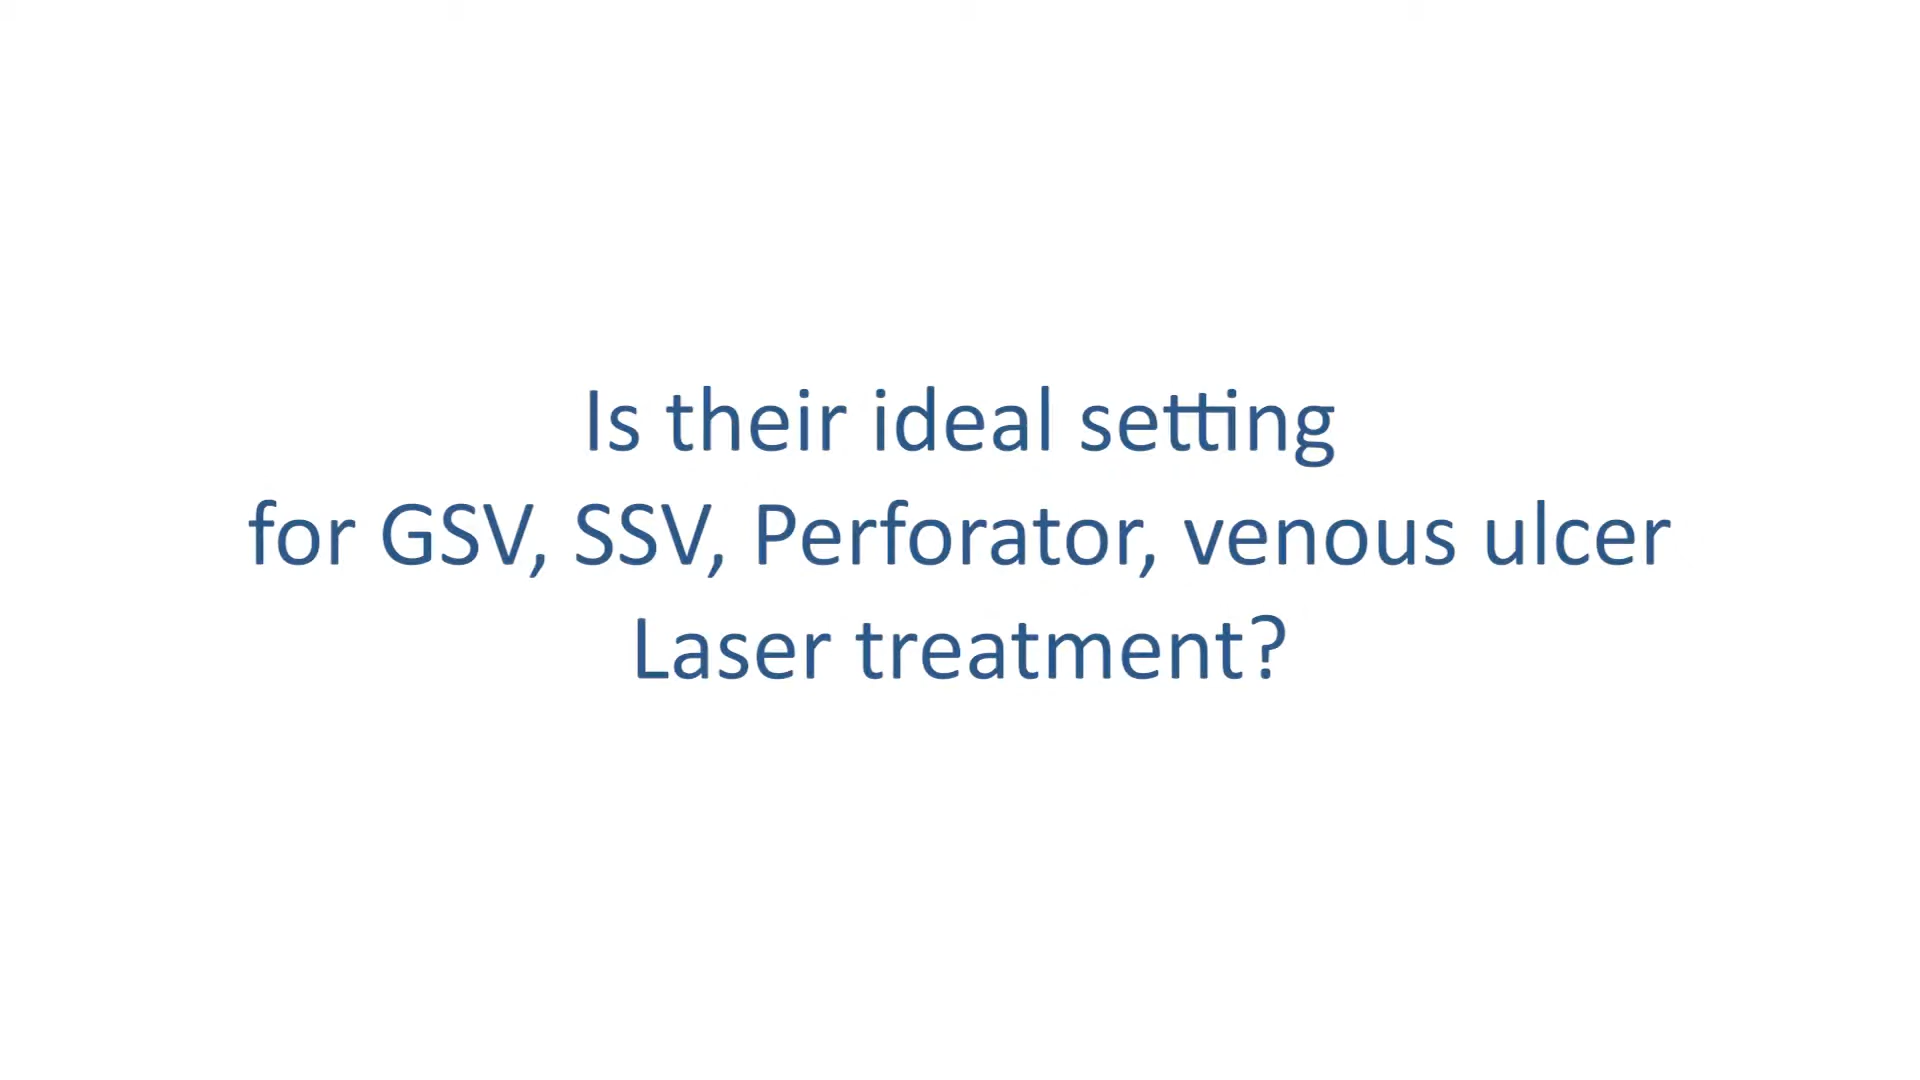 Is their ideal setting
for GSV, SSV, Perforator, venous ulcer
Laser treatment?